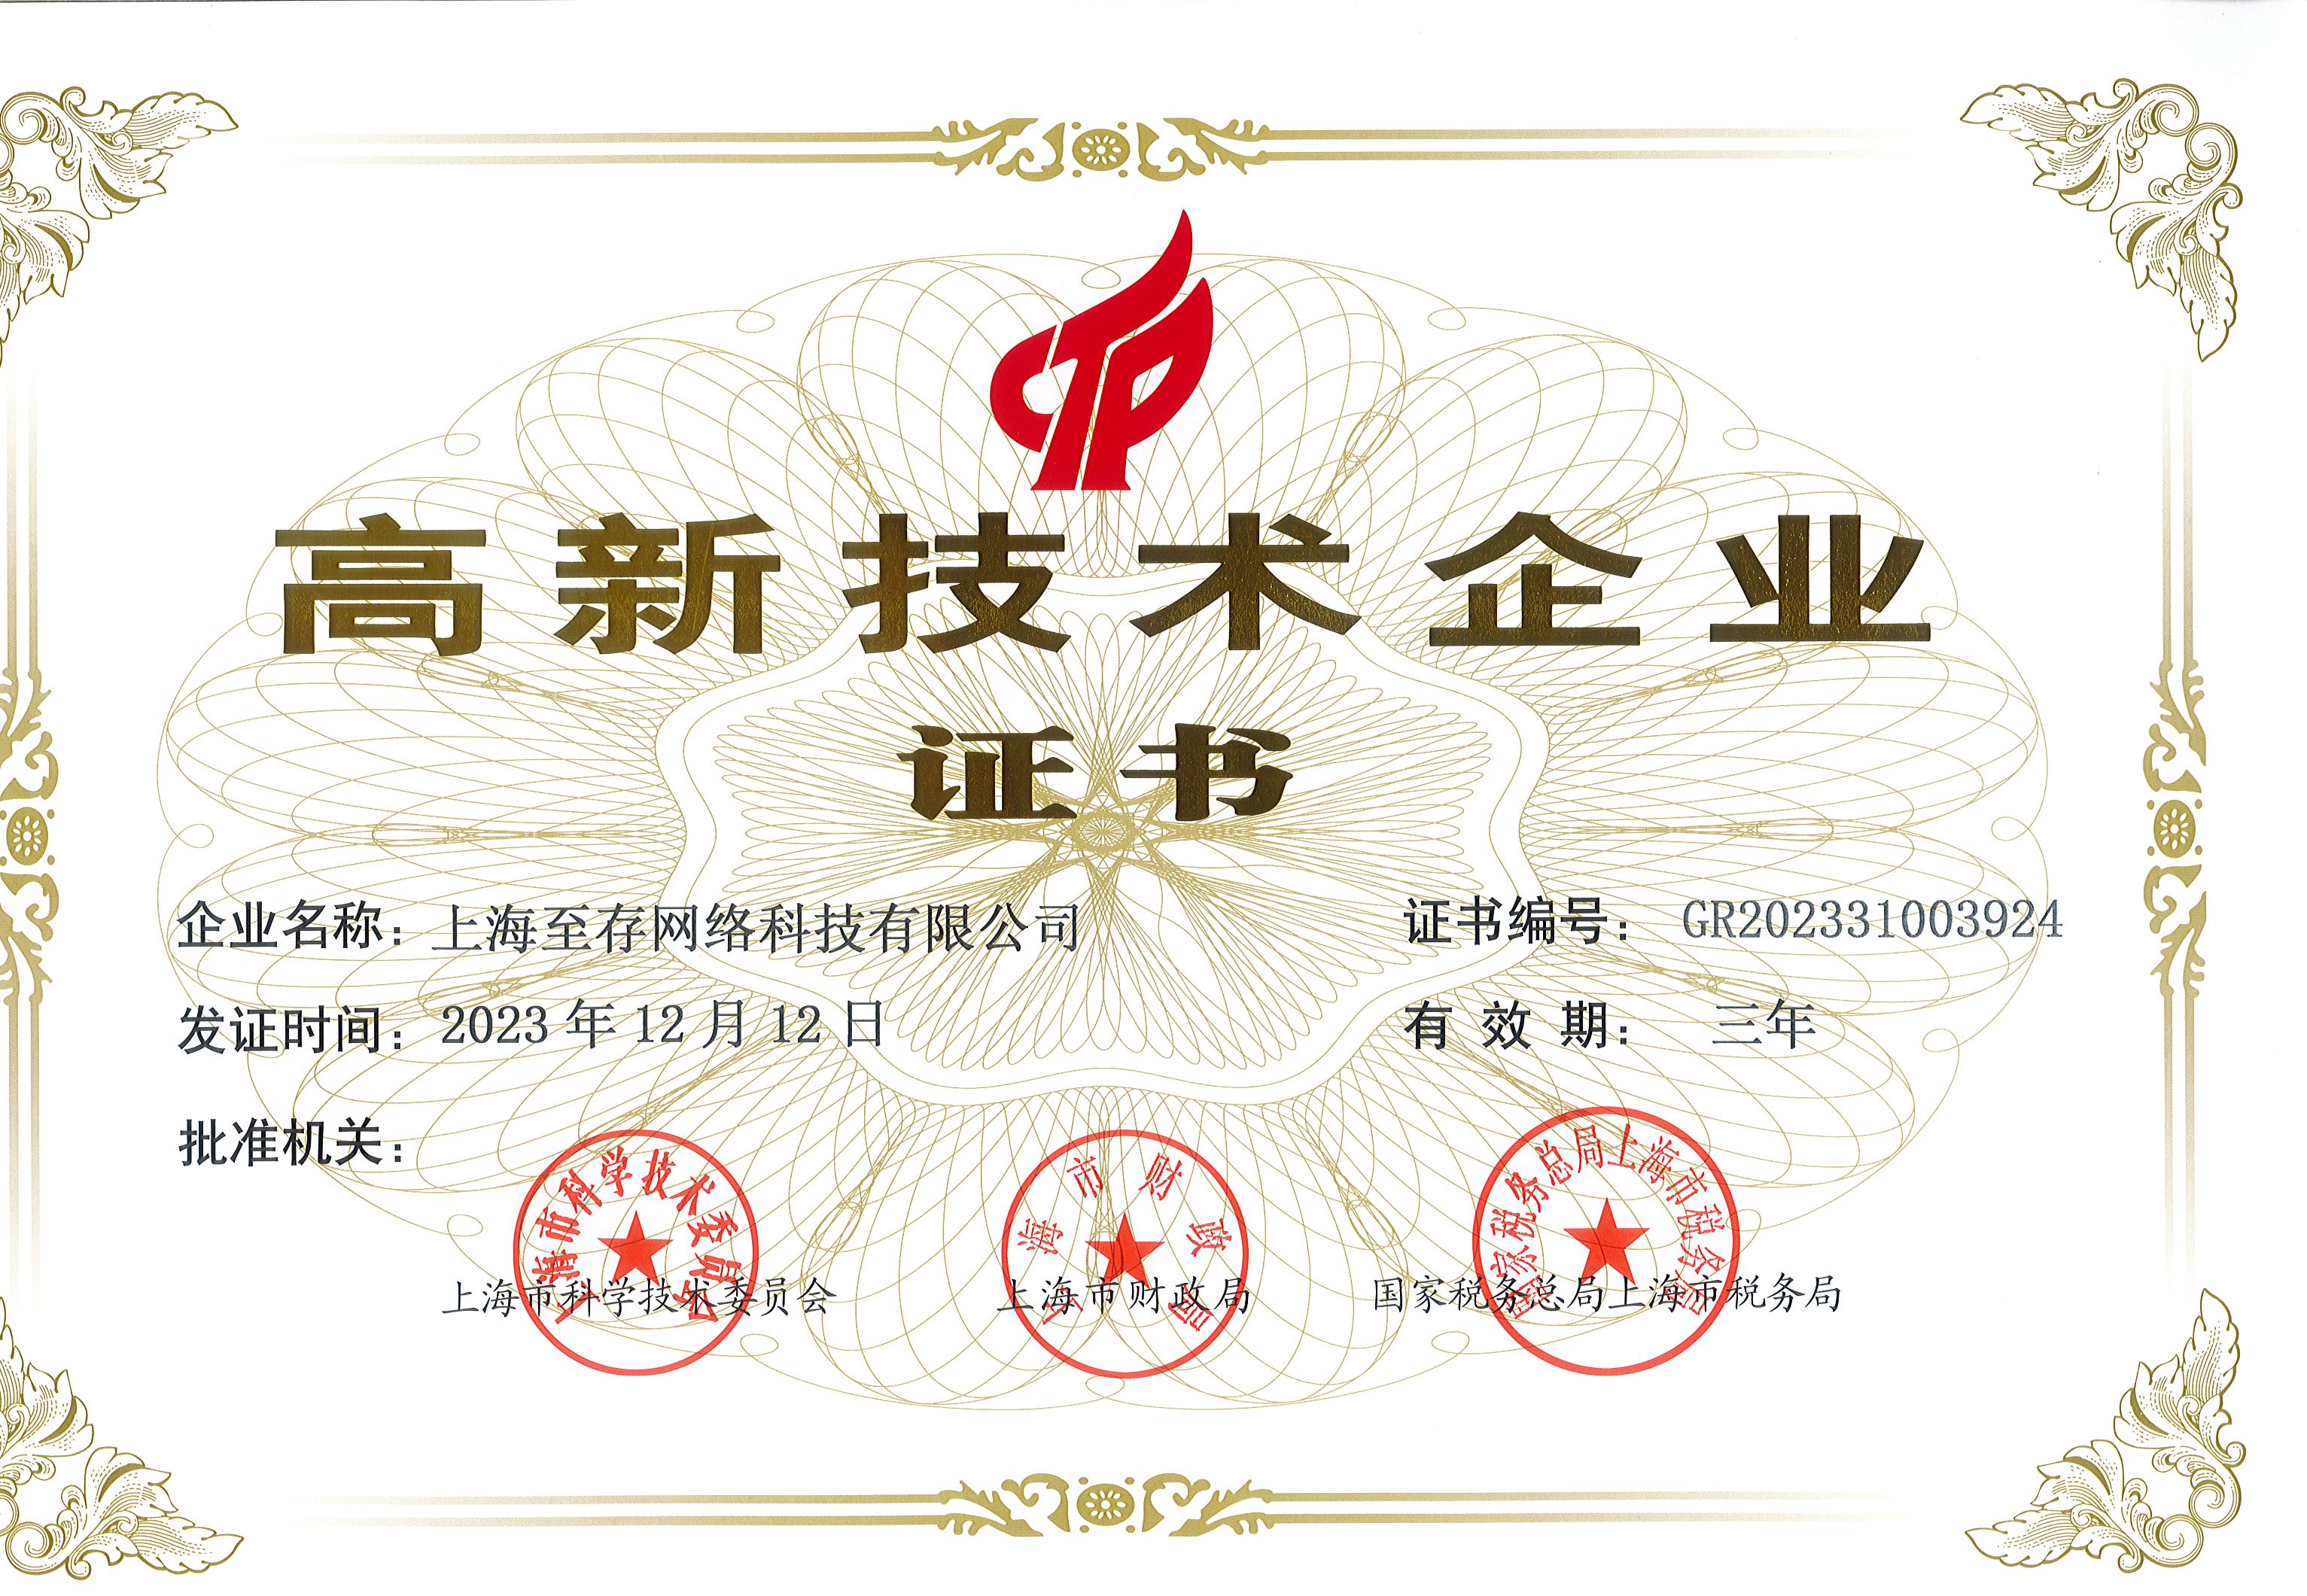 高新技术企业
证书
企业名称：上海至存网络科技有限公司
证书编号：GR202331003924
发证时间：2023年12月12日
有效期：三年
批准机关：
上海市科学技术委员会
上海市财政局
国家税务总局上海市税务局
上海市科学技术委员会
上海市财政局
国家税务总局上海市税务局